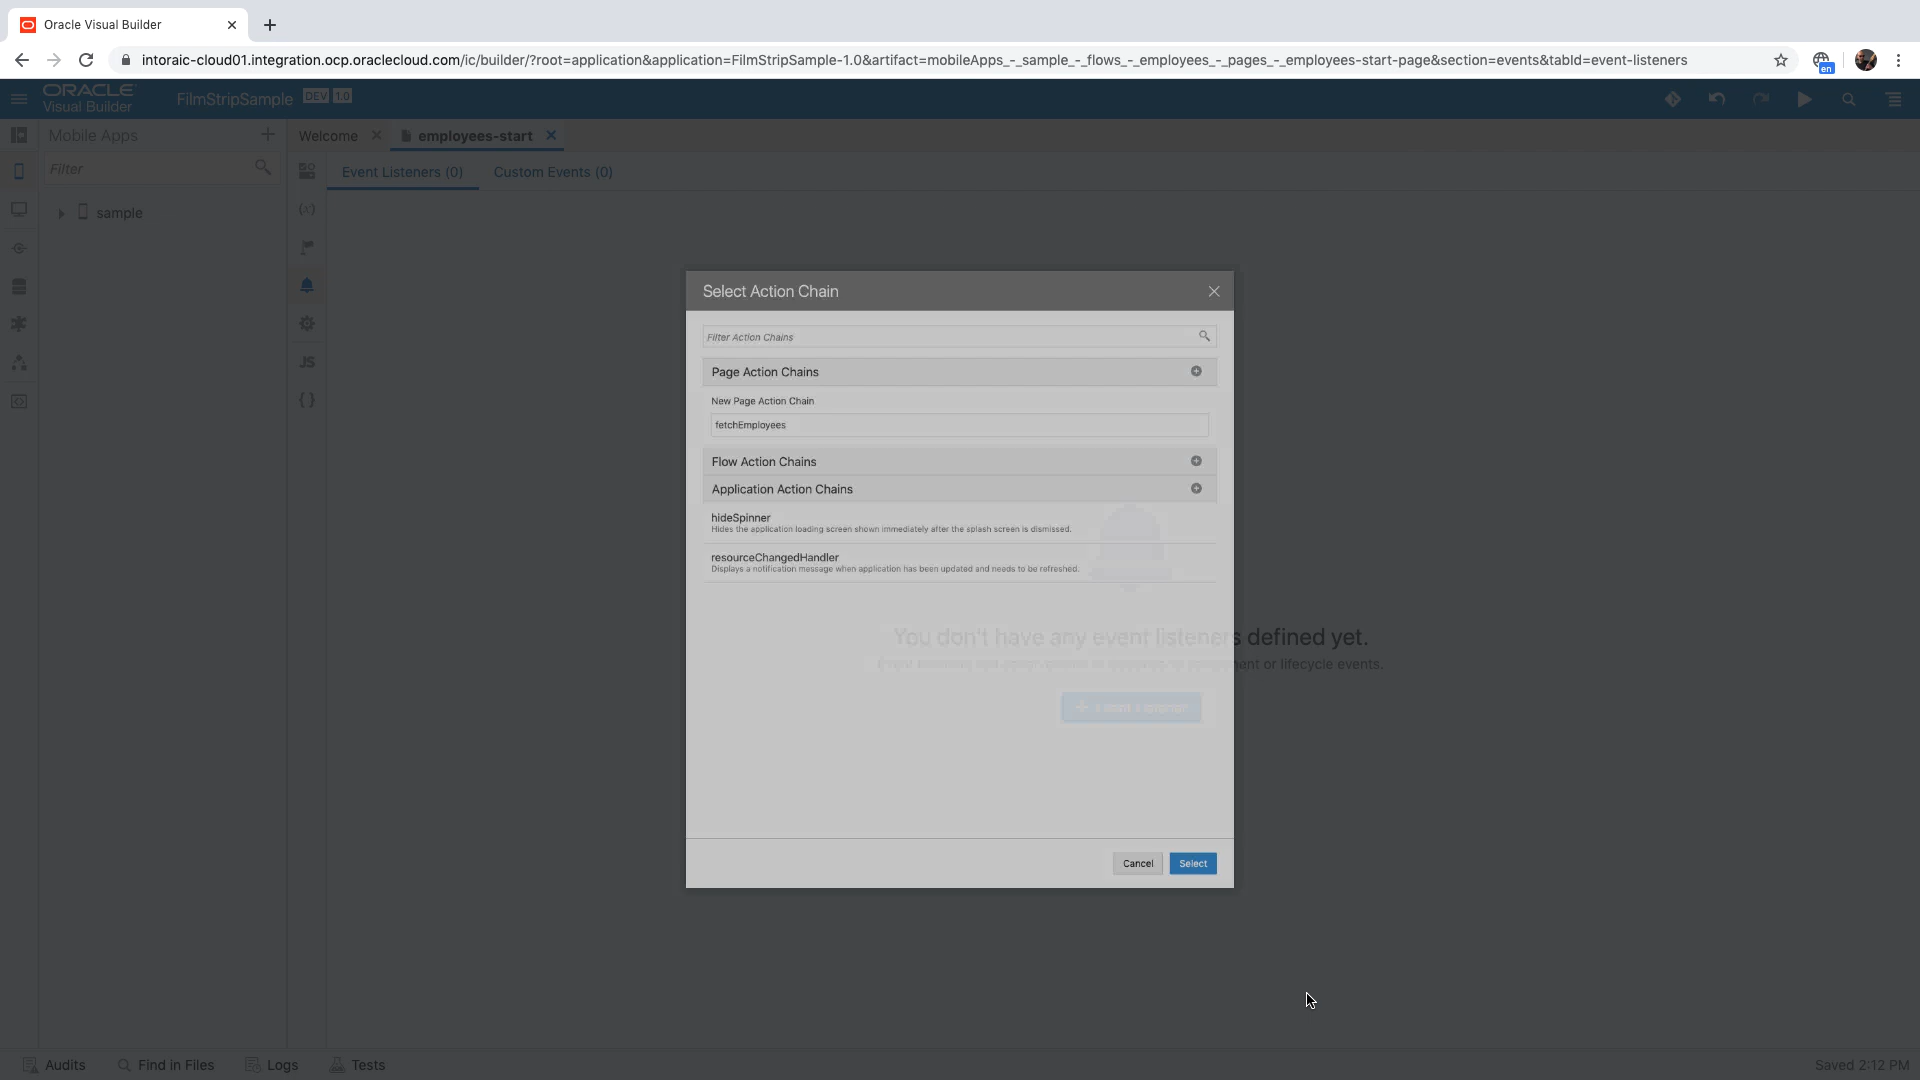 Oracle Visual Builder
intoraic-cloud01.integration.ocp.oraclecloud.com/ic/builder/?root=application&application=FilmStripSample-1.0&artifact=mobileApps_-_sample_-_flows_-_employees_-_pages_-_employees-start-page&section=events&tabId=event-listeners
en
ORACLE
Visual Builder
FilmStripSample DEV 1.0
Mobile Apps
Welcome
employees-start
Filter
Event Listeners (0)
Custom Events (0)
sample
(x)
JS
{ }
Select Action Chain
Filter Action Chains
Page Action Chains
New Page Action Chain
fetchEmployees
Flow Action Chains
Application Action Chains
hideSpinner
Hides the application loading screen shown immediately after the splash screen is dismissed.
resourceChangedHandler
Displays a notification message when application has been updated and needs to be refreshed.
You don't have any event listeners defined yet.
or lifecycle events.
Cancel
Select
Audits
Find in Files
Logs
Tests
Saved 2:12 PM